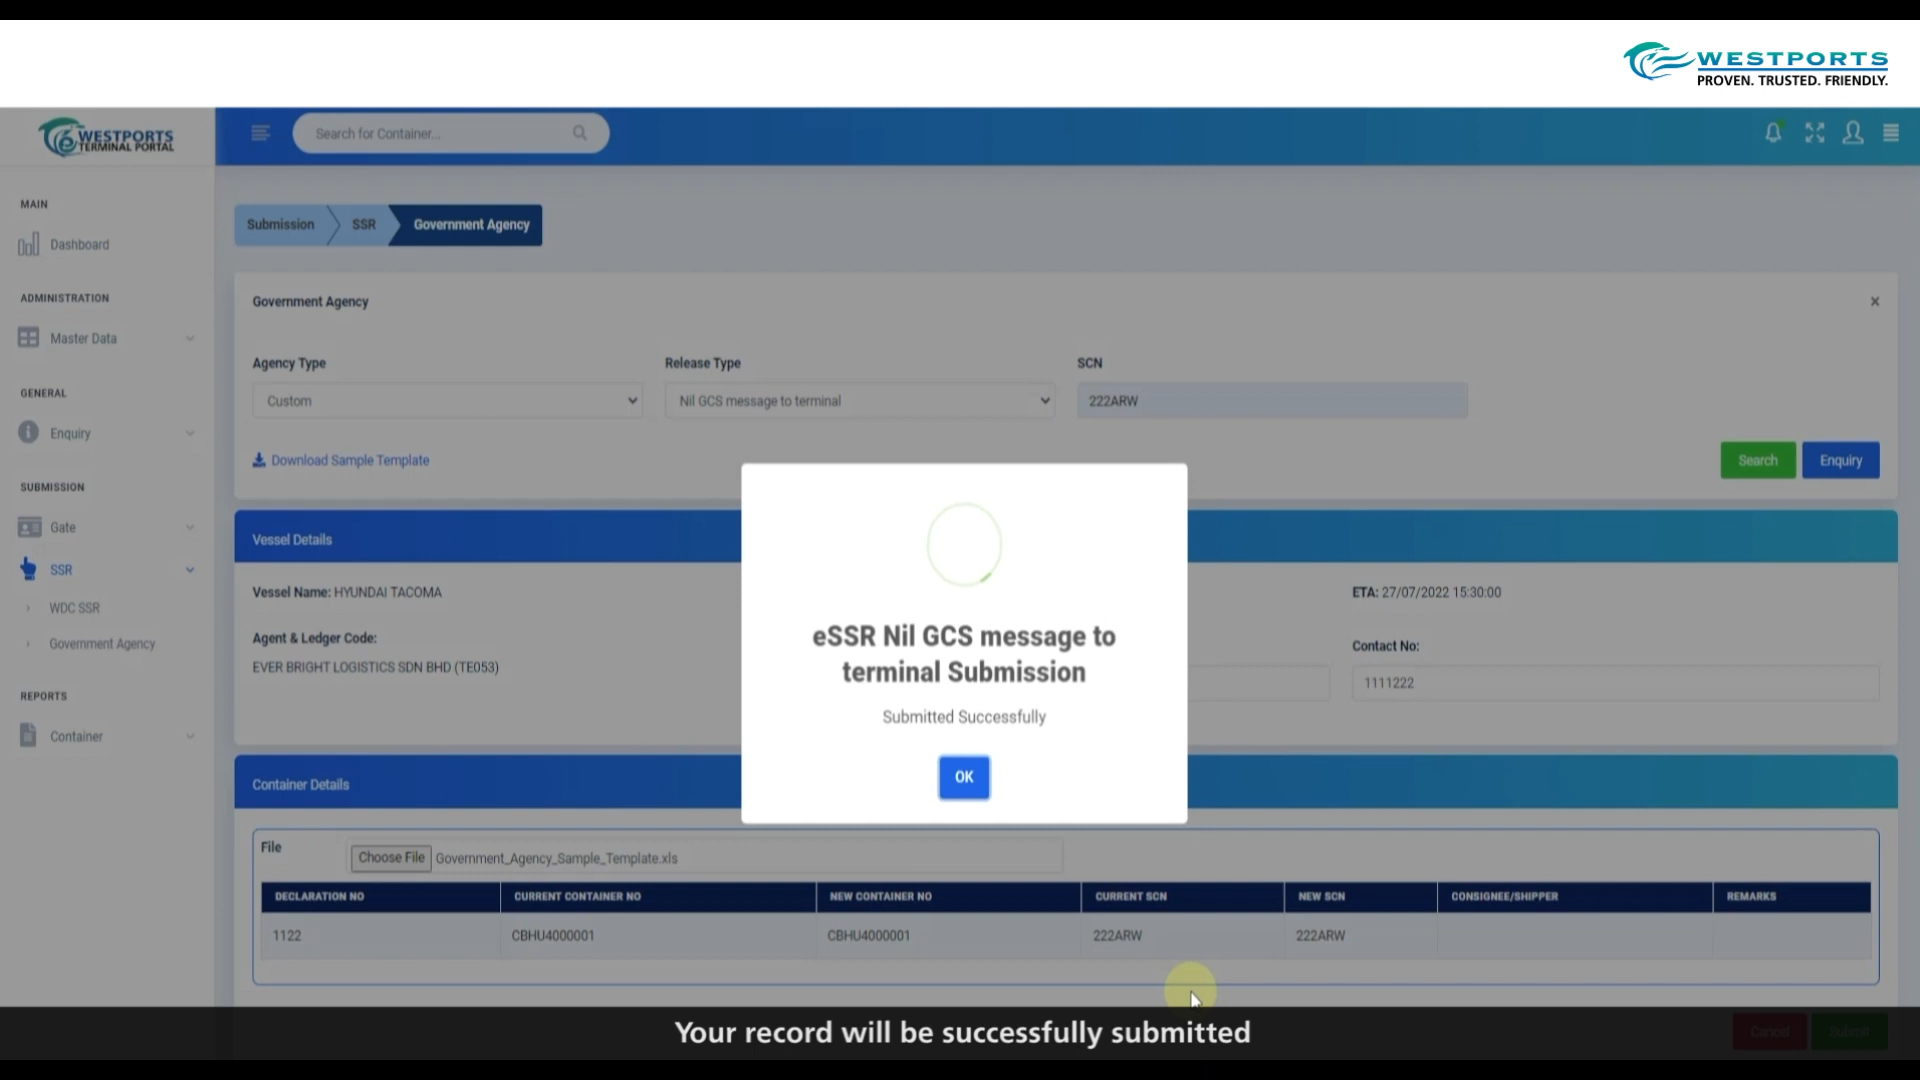 WESTPORTS
PROVEN. TRUSTED. FRIENDLY.
WESTPORTS
TERMINAL PORTAL
Search for Container...
MAIN
Dashboard
ADMINISTRATION
Master Data
GENERAL
Enquiry
SUBMISSION
Gate
SSR
WDC SSR
Government Agency
REPORTS
Container
Submission
SSR
Government Agency
Government Agency
×
Agency Type
Release Type
SCN
Custom
Nil GCS message to terminal
222ARW
Download Sample Template
Search
Enquiry
Vessel Details
Vessel Name: HYUNDAI TACOMA
ETA: 27/07/2022 15:30:00
Agent & Ledger Code:
Contact No:
EVER BRIGHT LOGISTICS SDN BHD (TE053)
1111222
eSSR Nil GCS message to
terminal Submission
Submitted Successfully
OK
Container Details
File
Choose File Government_Agency_Sample_Template.xls
DECLARATION NO CURRENT CONTAINER NO NEW CONTAINER NO CURRENT SCN NEW SCN CONSIGNEE/SHIPPER REMARKS
1122 CBHU4000001 CBHU4000001 222ARW 222ARW
Your record will be successfully submitted
Cancel
Submit